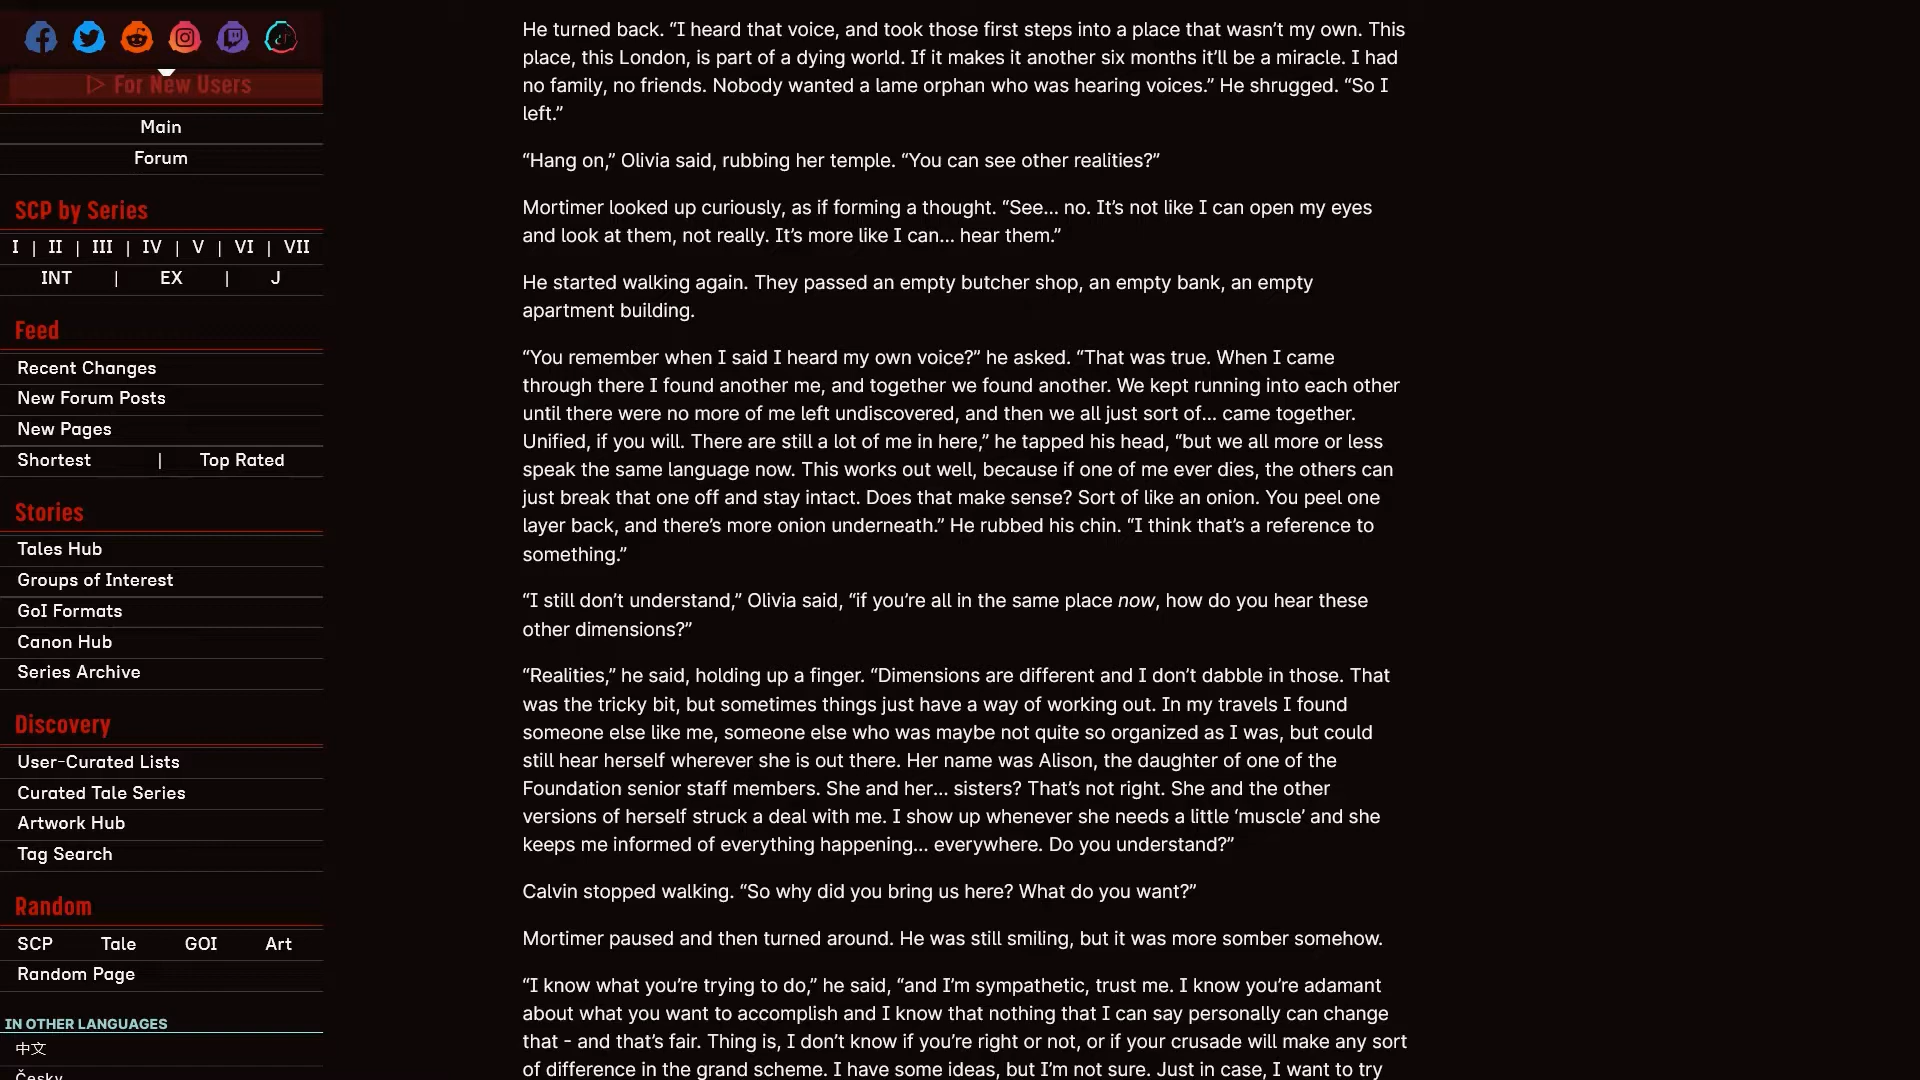 ▷ For New Users
Main
Forum
SCP by Series
I | II | III | IV | V | VI | VII
INT | EX | J
Feed
Recent Changes
New Forum Posts
New Pages
Shortest | Top Rated
Stories
Tales Hub
Groups of Interest
GoI Formats
Canon Hub
Series Archive
Discovery
User-Curated Lists
Curated Tale Series
Artwork Hub
Tag Search
Random
SCP Tale GOI Art
Random Page
IN OTHER LANGUAGES
中文
Česky
He turned back. “I heard that voice, and took those first steps into a place that wasn’t my own. This
place, this London, is part of a dying world. If it makes it another six months it’ll be a miracle. I had
no family, no friends. Nobody wanted a lame orphan who was hearing voices.” He shrugged. “So I
left.”
“Hang on,” Olivia said, rubbing her temple. “You can see other realities?”
Mortimer looked up curiously, as if forming a thought. “See… no. It’s not like I can open my eyes
and look at them, not really. It’s more like I can… hear them.”
He started walking again. They passed an empty butcher shop, an empty bank, an empty
apartment building.
“You remember when I said I heard my own voice?” he asked. “That was true. When I came
through there I found another me, and together we found another. We kept running into each other
until there were no more of me left undiscovered, and then we all just sort of… came together.
Unified, if you will. There are still a lot of me in here,” he tapped his head, “but we all more or less
speak the same language now. This works out well, because if one of me ever dies, the others can
just break that one off and stay intact. Does that make sense? Sort of like an onion. You peel one
layer back, and there’s more onion underneath.” He rubbed his chin. “I think that’s a reference to
something.”
“I still don’t understand,” Olivia said, “if you’re all in the same place now, how do you hear these
other dimensions?”
“Realities,” he said, holding up a finger. “Dimensions are different and I don’t dabble in those. That
was the tricky bit, but sometimes things just have a way of working out. In my travels I found
someone else like me, someone else who was maybe not quite so organized as I was, but could
still hear herself wherever she is out there. Her name was Alison, the daughter of one of the
Foundation senior staff members. She and her… sisters? That’s not right. She and the other
versions of herself struck a deal with me. I show up whenever she needs a little ‘muscle’ and she
keeps me informed of everything happening… everywhere. Do you understand?”
Calvin stopped walking. “So why did you bring us here? What do you want?”
Mortimer paused and then turned around. He was still smiling, but it was more somber somehow.
“I know what you’re trying to do,” he said, “and I’m sympathetic, trust me. I know you’re adamant
about what you want to accomplish and I know that nothing that I can say personally can change
that - and that’s fair. Thing is, I don’t know if you’re right or not, or if your crusade will make any sort
of difference in the grand scheme. I have some ideas, but I’m not sure. Just in case, I want to try